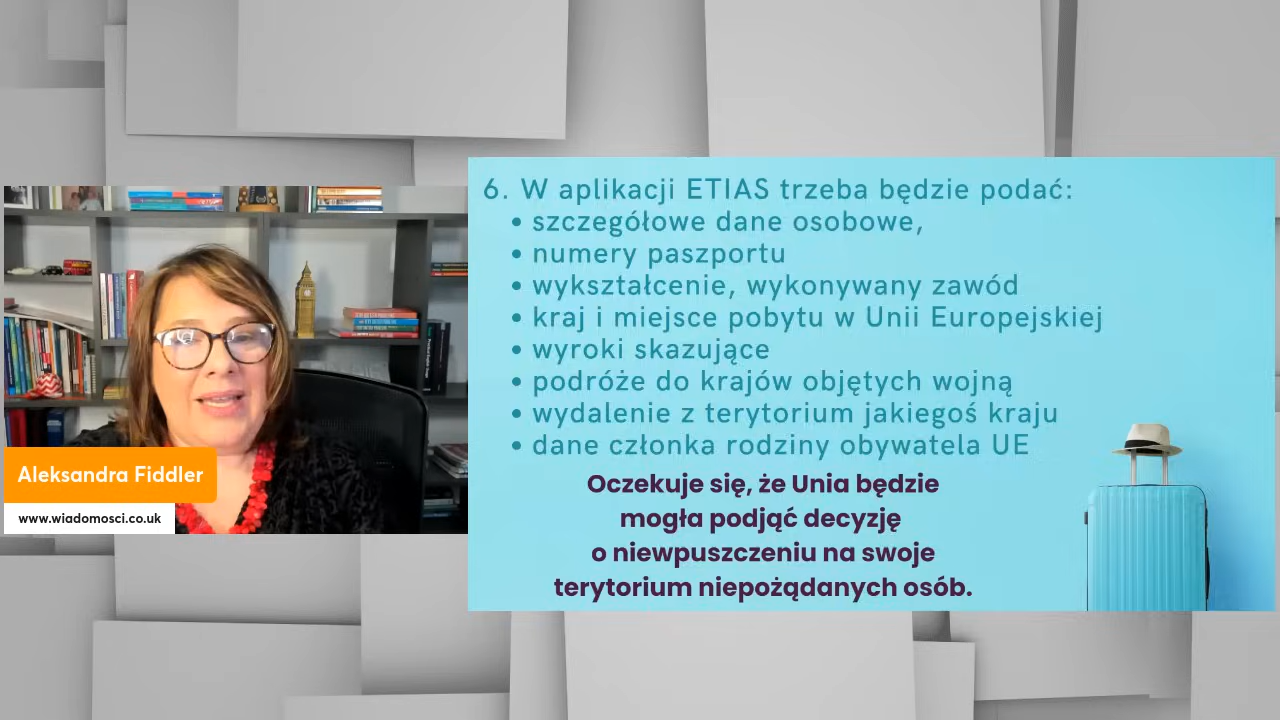 6. W aplikacji ETIAS trzeba będzie podać:
• szczegółowe dane osobowe,
• numery paszportu
• wykształcenie, wykonywany zawód
• kraj i miejsce pobytu w Unii Europejskiej
• wyroki skazujące
• podróże do krajów objętych wojną
• wydalenie z terytorium jakiegoś kraju
• dane członka rodziny obywatela UE
Oczekuje się, że Unia będzie
mogła podjąć decyzję
o niewpuszczeniu na swoje
terytorium niepożądanych osób.
Aleksandra Fiddler
www.wiadomosci.co.uk